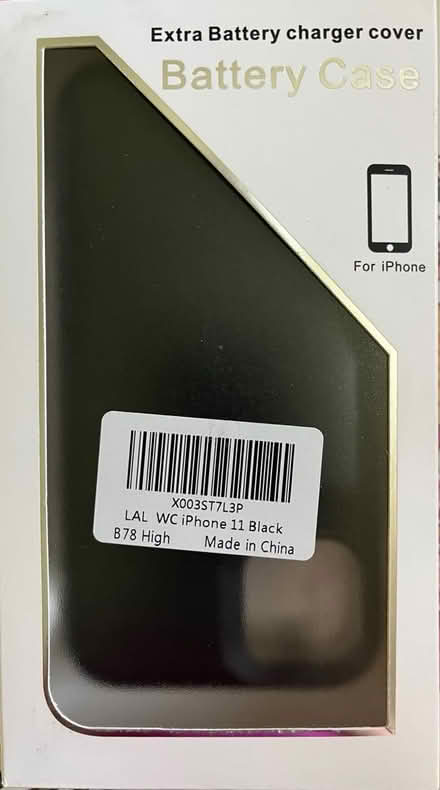 Extra Battery charger cover
Battery Case
For iPhone
X003ST7L3P
LAL WC iPhone 11 Black
B78 High Made in China